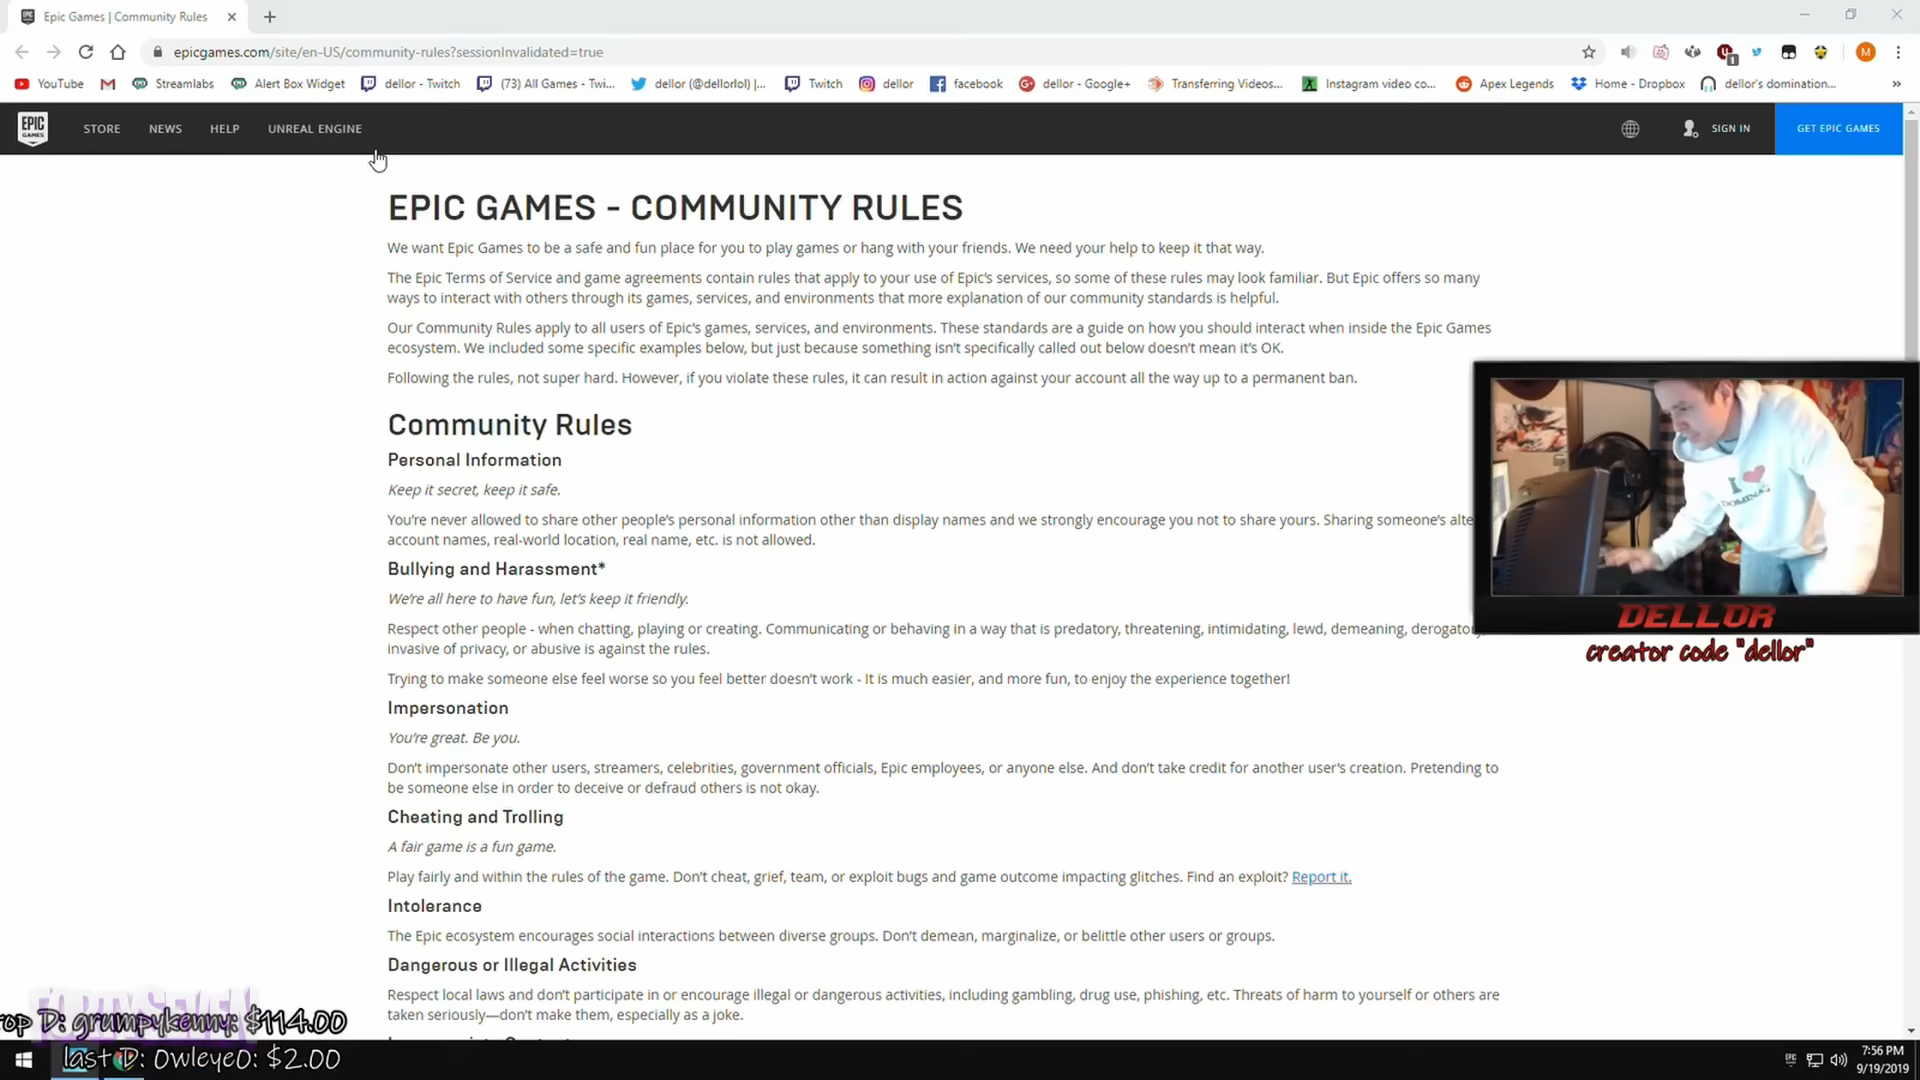 Epic Games | Community Rules
epicgames.com/site/en-US/community-rules?sessionInvalidated=true
M
YouTube Streamlabs Alert Box Widget dellor - Twitch (73) All Games - Twi... dellor (@dellorlol) |... Twitch dellor facebook dellor - Google+ Transferring Videos... Instagram video co... Apex Legends Home - Dropbox dellor's domination... »
EPIC GAMES STORE NEWS HELP UNREAL ENGINE SIGN IN GET EPIC GAMES
EPIC GAMES - COMMUNITY RULES
We want Epic Games to be a safe and fun place for you to play games or hang with your friends. We need your help to keep it that way.
The Epic Terms of Service and game agreements contain rules that apply to your use of Epic's services, so some of these rules may look familiar. But Epic offers so many
ways to interact with others through its games, services, and environments that more explanation of our community standards is helpful.
Our Community Rules apply to all users of Epic's games, services, and environments. These standards are a guide on how you should interact when inside the Epic Games
ecosystem. We included some specific examples below, but just because something isn't specifically called out below doesn't mean it's OK.
Following the rules, not super hard. However, if you violate these rules, it can result in action against your account all the way up to a permanent ban.
Community Rules
Personal Information
Keep it secret, keep it safe.
You're never allowed to share other people's personal information other than display names and we strongly encourage you not to share yours. Sharing someone's alte
account names, real-world location, real name, etc. is not allowed.
Bullying and Harassment*
We're all here to have fun, let's keep it friendly.
Respect other people - when chatting, playing or creating. Communicating or behaving in a way that is predatory, threatening, intimidating, lewd, demeaning, derogatory,
invasive of privacy, or abusive is against the rules.
Trying to make someone else feel worse so you feel better doesn't work - It is much easier, and more fun, to enjoy the experience together!
Impersonation
You're great. Be you.
Don't impersonate other users, streamers, celebrities, government officials, Epic employees, or anyone else. And don't take credit for another user's creation. Pretending to
be someone else in order to deceive or defraud others is not okay.
Cheating and Trolling
A fair game is a fun game.
Play fairly and within the rules of the game. Don't cheat, grief, team, or exploit bugs and game outcome impacting glitches. Find an exploit? Report it.
Intolerance
The Epic ecosystem encourages social interactions between diverse groups. Don't demean, marginalize, or belittle other users or groups.
Dangerous or Illegal Activities
Respect local laws and don't participate in or encourage illegal or dangerous activities, including gambling, drug use, phishing, etc. Threats of harm to yourself or others are
taken seriously—don't make them, especially as a joke.
I
DOMINAG
DELLOR
creator code "dellor"
op D: grumpykenny: $114.00
last D: OwleyeO: $2.00
7:56 PM
9/19/2019